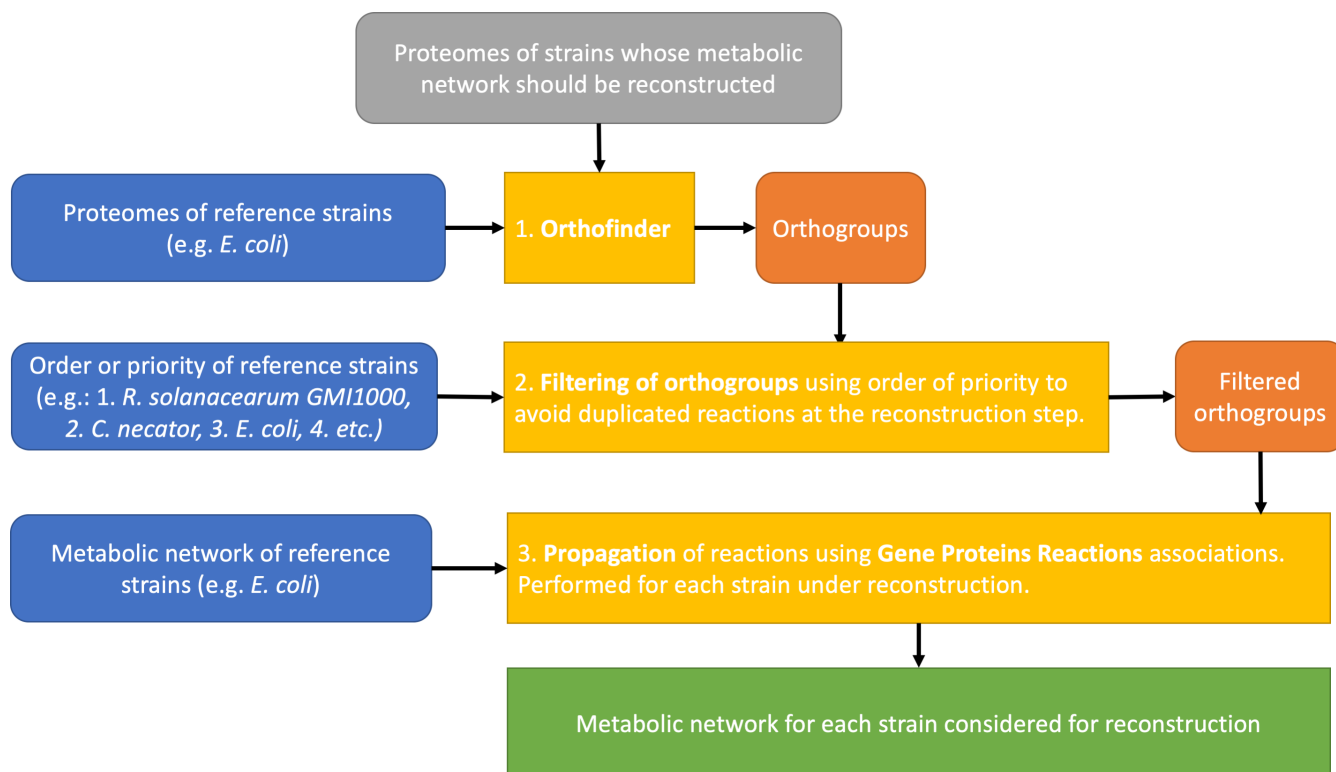 Proteomes of strains whose metabolic
network should be reconstructed
Proteomes of reference strains
(e.g. E. coli)
1. Orthofinder
Orthogroups
Order or priority of reference strains
(e.g.: 1. R. solanacearum GMI1000,
2. C. necator, 3. E. coli, 4. etc.)
2. Filtering of orthogroups using order of priority to
avoid duplicated reactions at the reconstruction step.
Filtered
orthogroups
Metabolic network of reference
strains (e.g. E. coli)
3. Propagation of reactions using Gene Proteins Reactions associations.
Performed for each strain under reconstruction.
Metabolic network for each strain considered for reconstruction